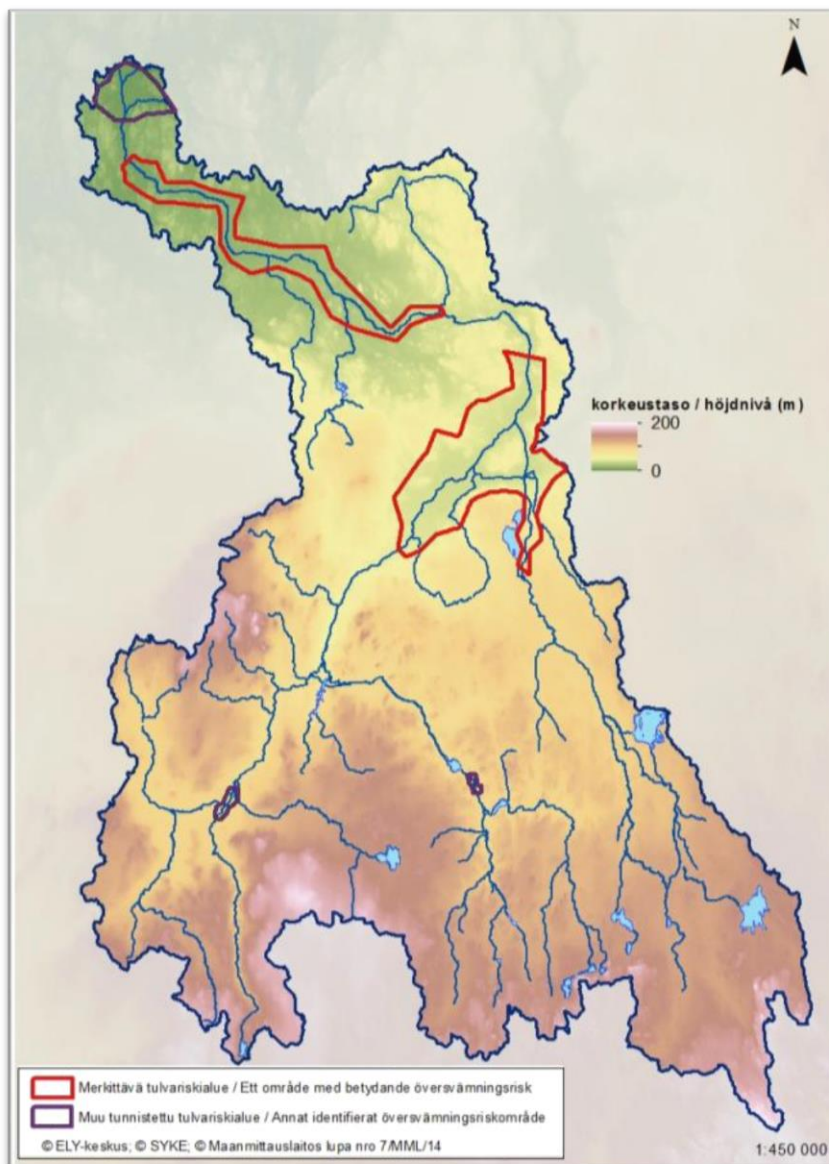 N
korkeustaso / höjdnivå (m)
200
0
Merkittävä tulvariskialue / Ett område med betydande översvämningsrisk
Muu tunnistettu tulvariskialue / Annat identifierat översvämningsriskområde
© ELY-keskus; © SYKE; © Maanmittauslaitos lupa nro 7/MML/14
1:450 000